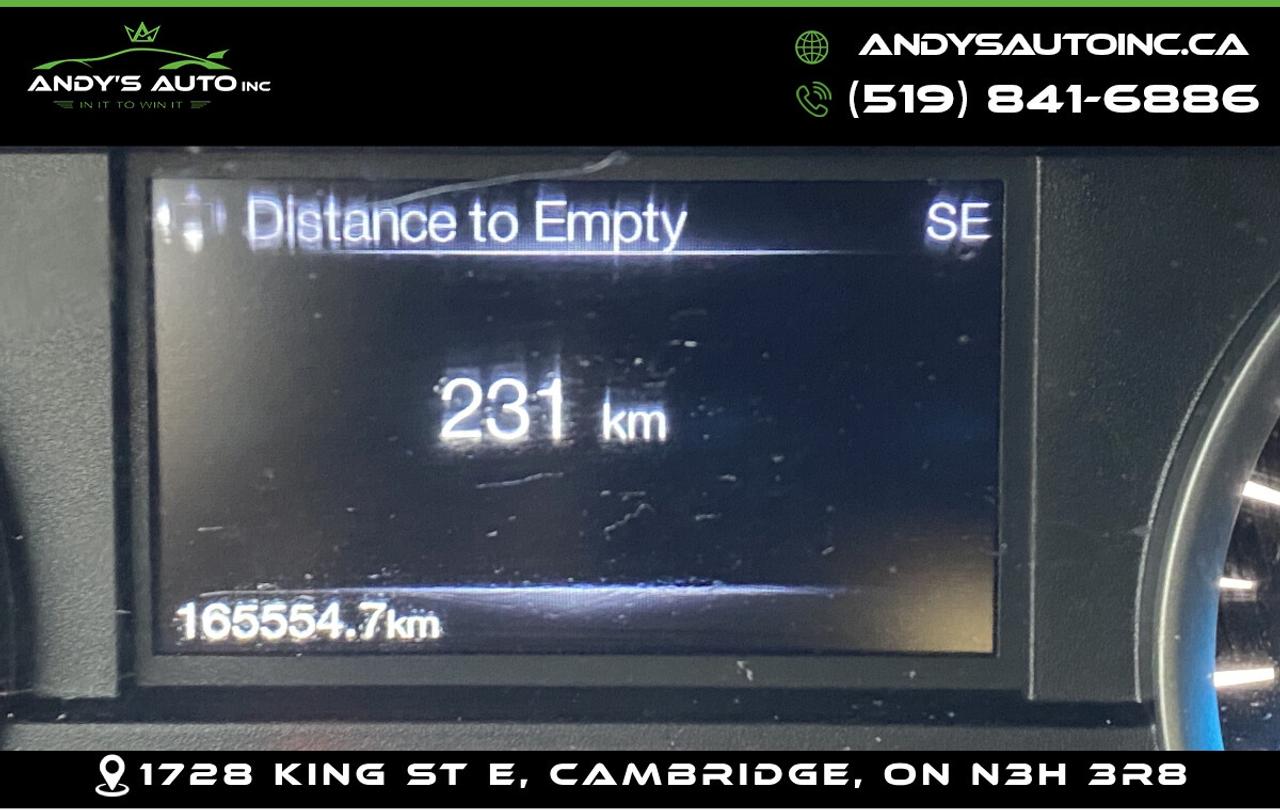 ANDY'S AUTO INC
IN IT TO WIN IT
ANDYSAUTOINC.CA
(519) 841-6886
Distance to Empty SE
231 km
165554.7km
1728 KING ST E, CAMBRIDGE, ON N3H 3R8